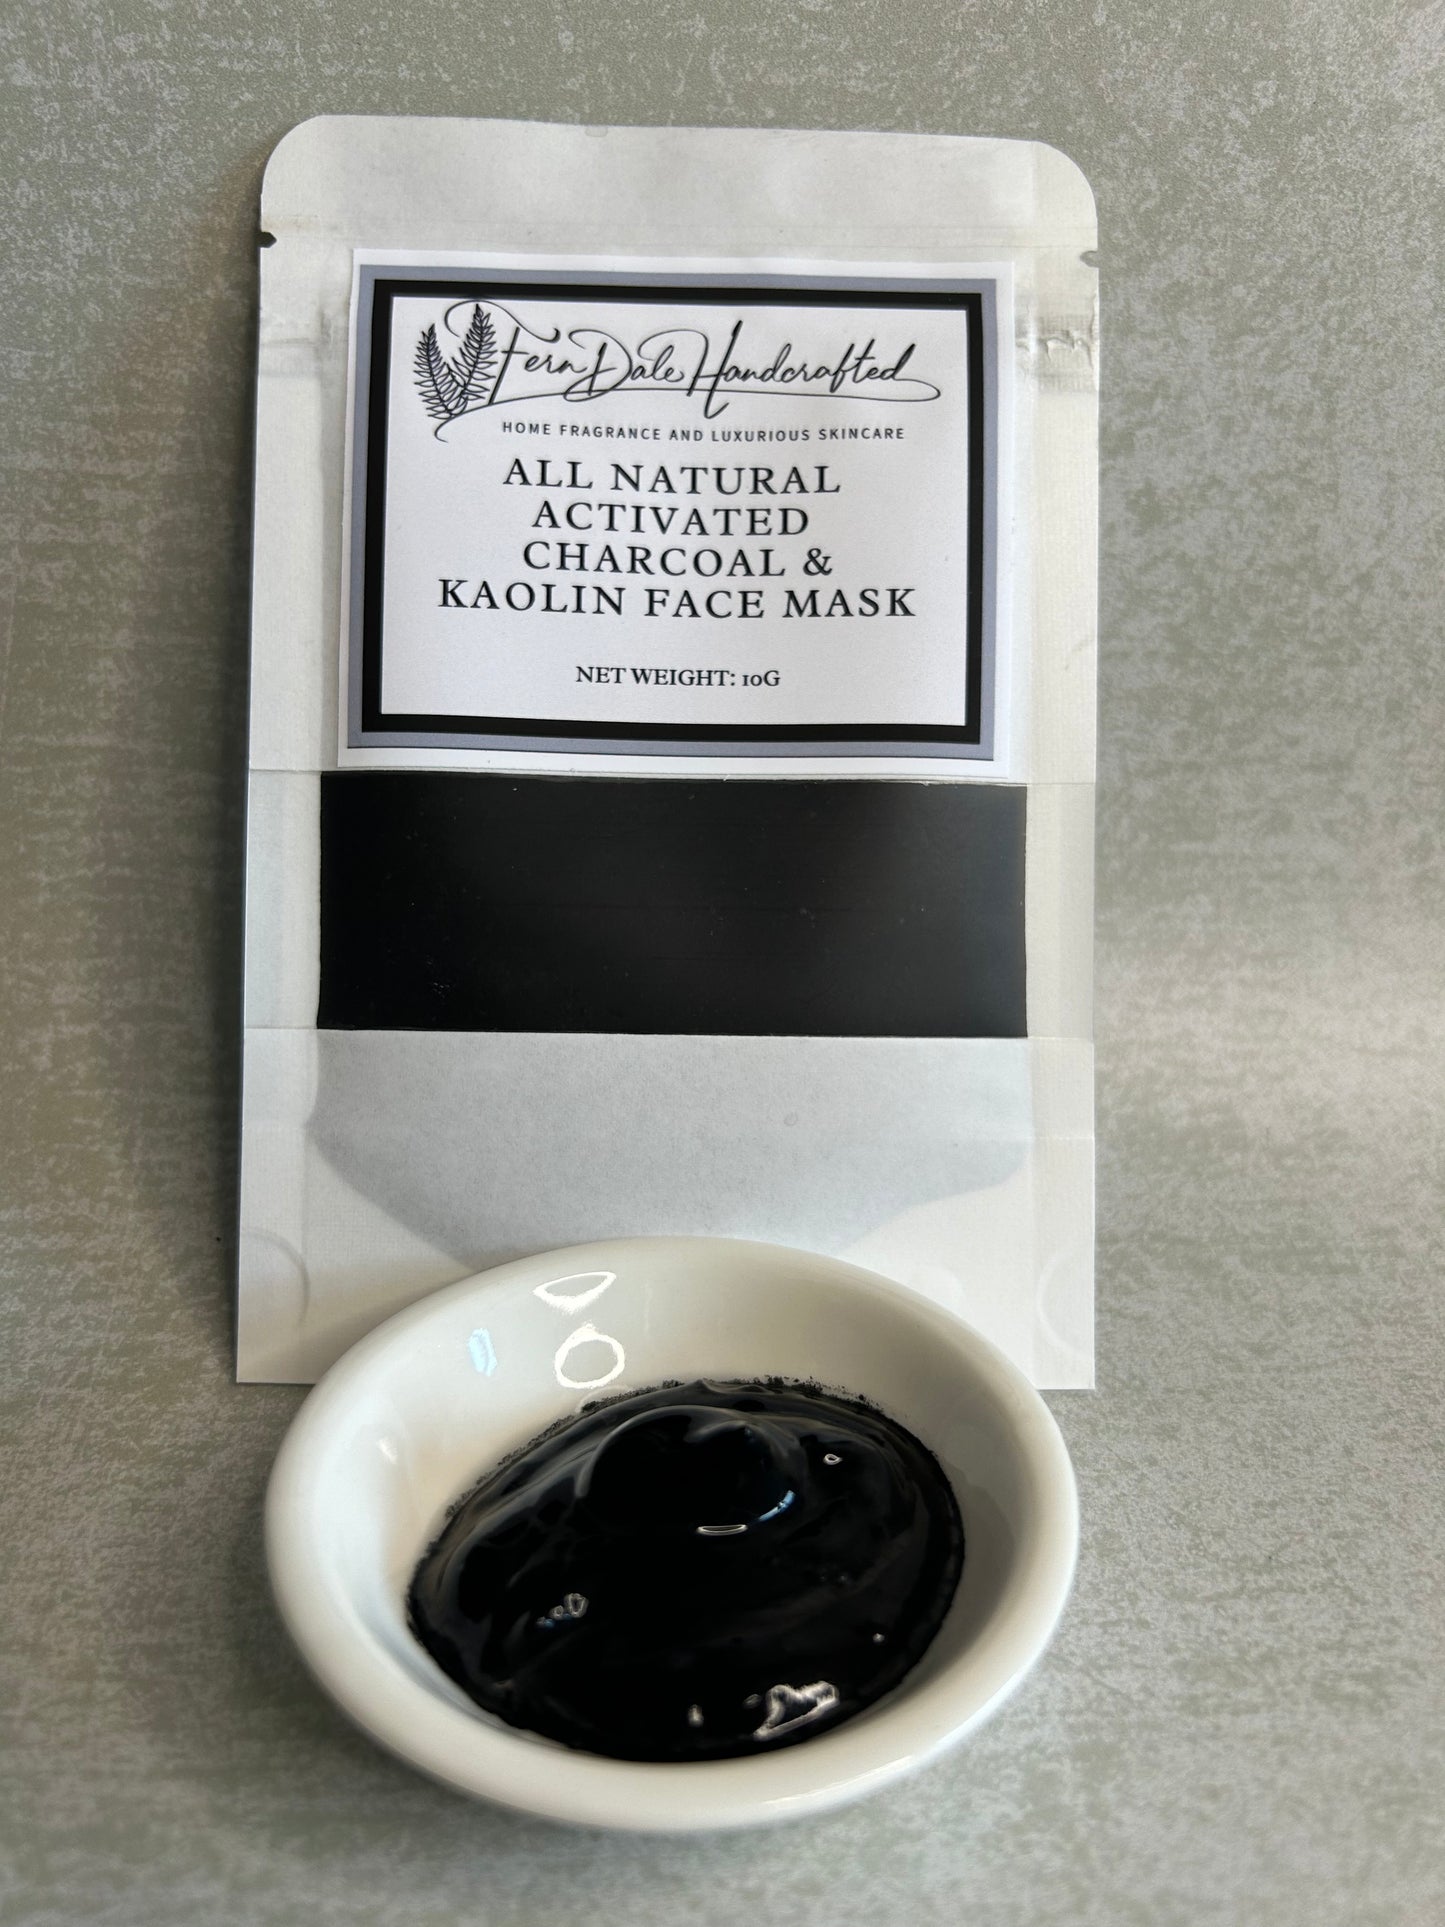 Fern Dale Handcrafted
HOME FRAGRANCE AND LUXURIOUS SKINCARE
ALL NATURAL
ACTIVATED
CHARCOAL &
KAOLIN FACE MASK
NET WEIGHT: 10G